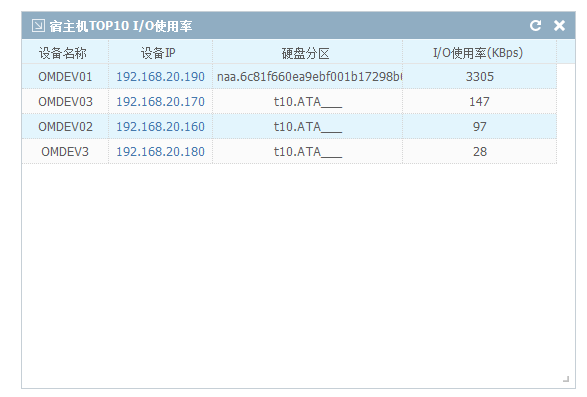 宿主机TOP10 I/O使用率
设备名称 设备IP 硬盘分区 I/O使用率(KBps)
OMDEV01 192.168.20.190 naa.6c81f660ea9ebf001b17298b 3305
OMDEV03 192.168.20.170 t10.ATA___ 147
OMDEV02 192.168.20.160 t10.ATA___ 97
OMDEV3 192.168.20.180 t10.ATA___ 28